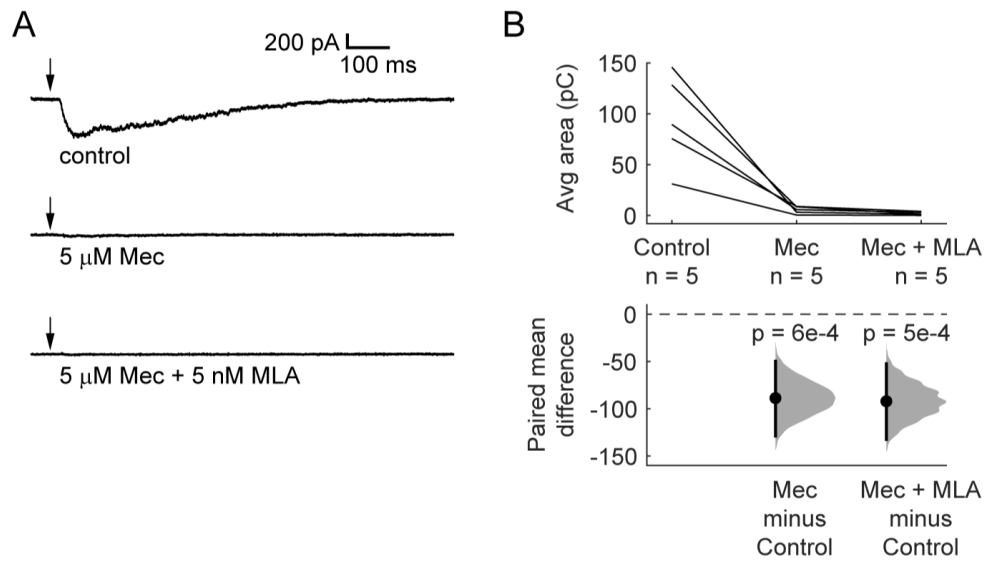 A
200 pA
100 ms
control
5 μM Mec
5 μM Mec + 5 nM MLA
B
Avg area (pC)
150
100
50
0
Control
n = 5
Mec
n = 5
Mec + MLA
n = 5
Paired mean
difference
0
-50
-100
-150
p = 6e-4
p = 5e-4
Mec
minus
Control
Mec + MLA
minus
Control